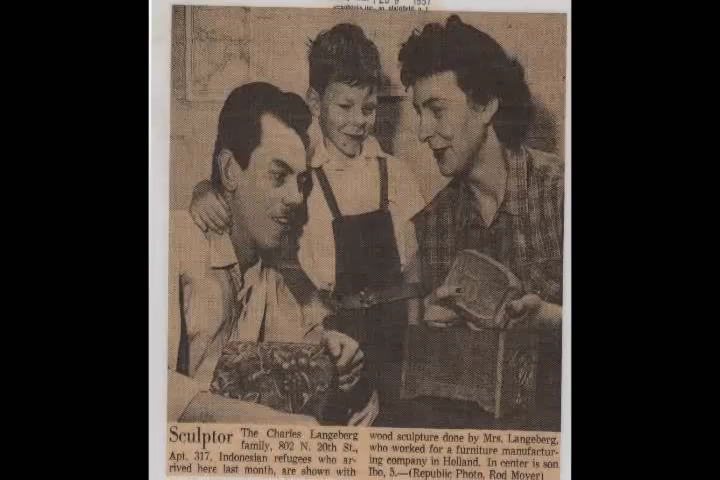 1957
Sculptor The Charles Langeberg
family, 802 N. 20th St.,
Apt. 317, Indonesian refugees who ar-
rived here last month, are shown with
wood sculpture done by Mrs. Langeberg,
who worked for a furniture manufactur-
ing company in Holland. In center is son
Ibo, 5.—(Republic Photo, Rod Moyer)